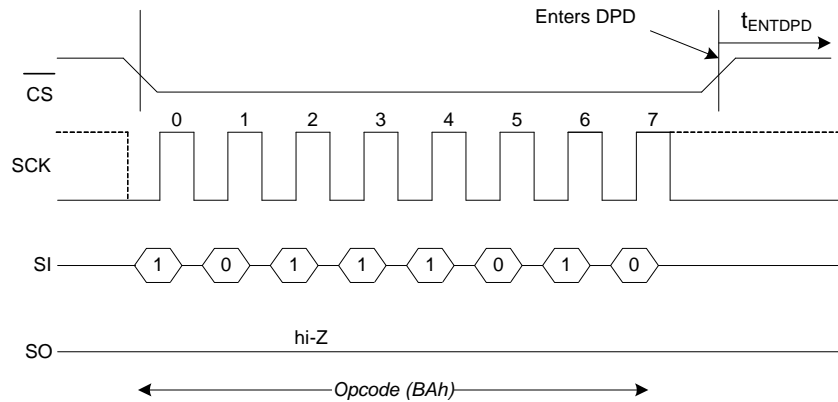 Enters DPD
tENTDPD
CS
0 1 2 3 4 5 6 7
SCK
SI
1 0 1 1 1 0 1 0
hi-Z
SO
Opcode (BAh)